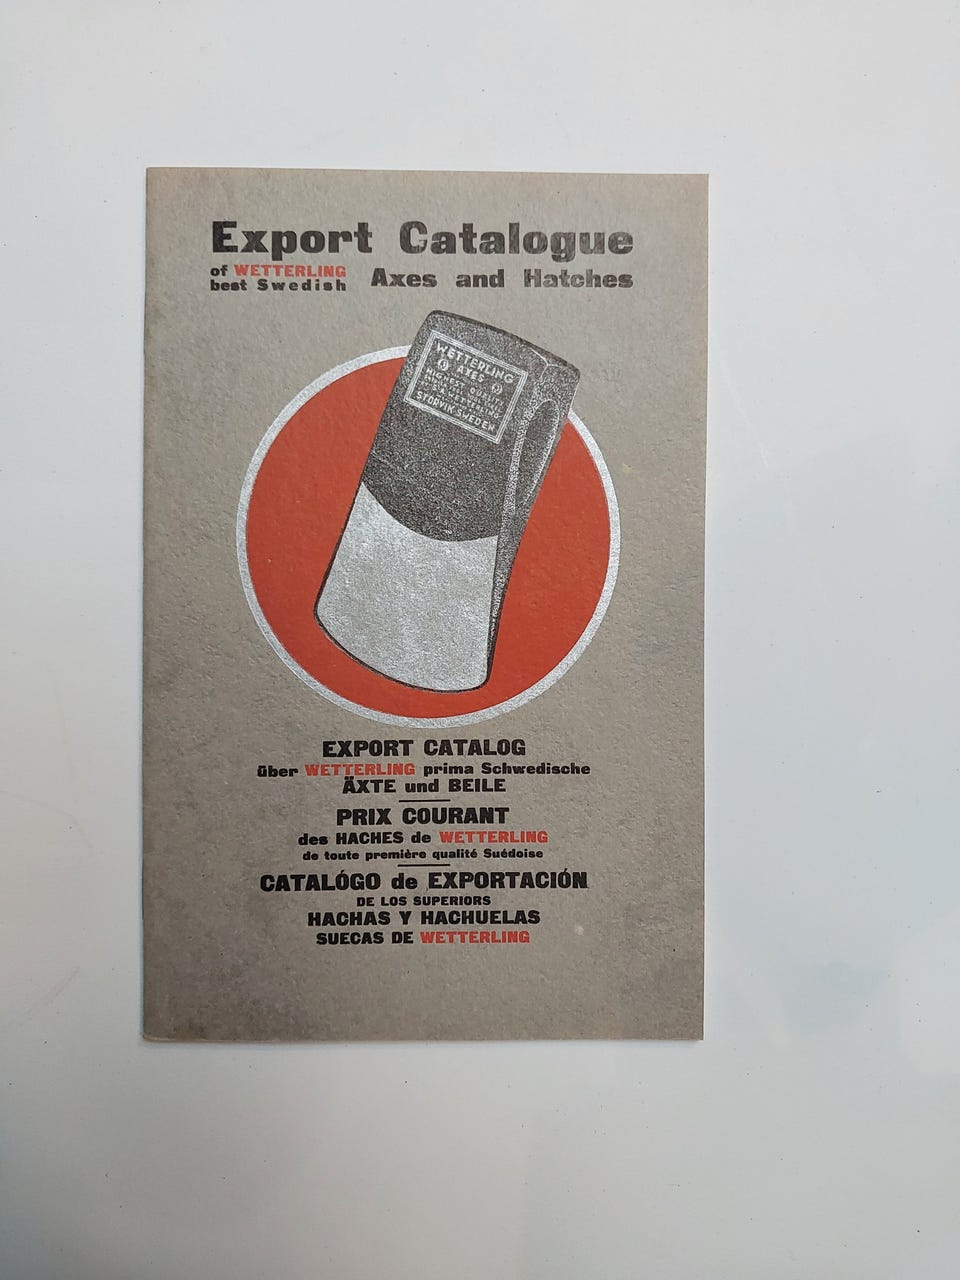 Export Catalogue
of WETTERLING
best Swedish
Axes and Hatches
WETTERLING
AXES
HIGHEST QUALITY
STORVIK SWEDEN
EXPORT CATALOG
über WETTERLING prima Schwedische
ÄXTE und BEILE
PRIX COURANT
des HACHES de WETTERLING
de toute première qualité Suédoise
CATALÓGO de EXPORTACIÓN
DE LOS SUPERIORS
HACHAS Y HACHUELAS
SUECAS DE WETTERLING